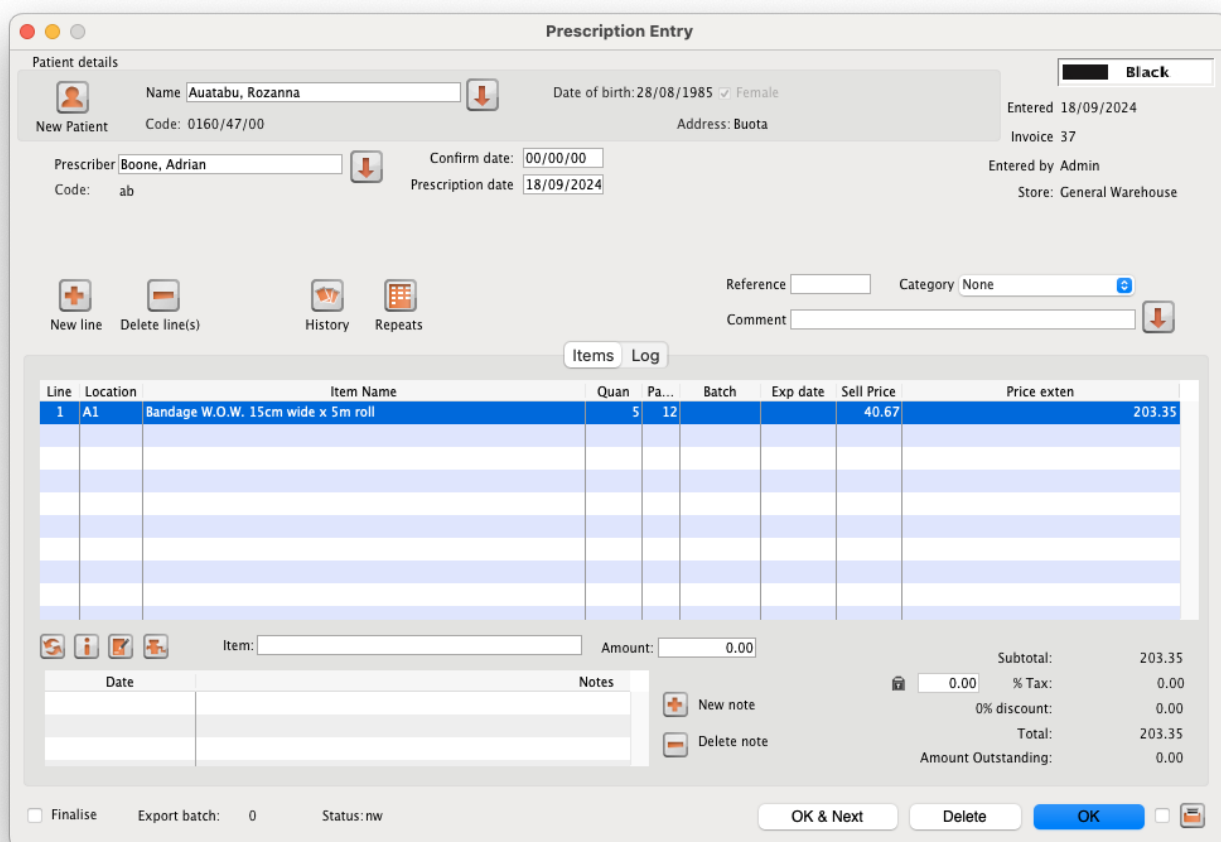 Prescription Entry
Patient details
Black
Name Auatabu, Rozanna Date of birth: 28/08/1985 Female
Entered 18/09/2024
New Patient Code: 0160/47/00 Address: Buota
Invoice 37
Prescriber Boone, Adrian Confirm date: 00/00/00
Entered by Admin
Code: ab Prescription date 18/09/2024
Store: General Warehouse
Reference Category None
New line Delete line(s) History Repeats Comment
Items Log
Line Location Item Name Quan Pa... Batch Exp date Sell Price Price exten
1 A1 Bandage W.O.W. 15cm wide x 5m roll 5 12 40.67 203.35
Item: Amount: 0.00
Subtotal: 203.35
Date Notes
0.00 % Tax: 0.00
New note
0% discount: 0.00
Total: 203.35
Delete note
Amount Outstanding: 0.00
Finalise Export batch: 0 Status: nw OK & Next Delete OK